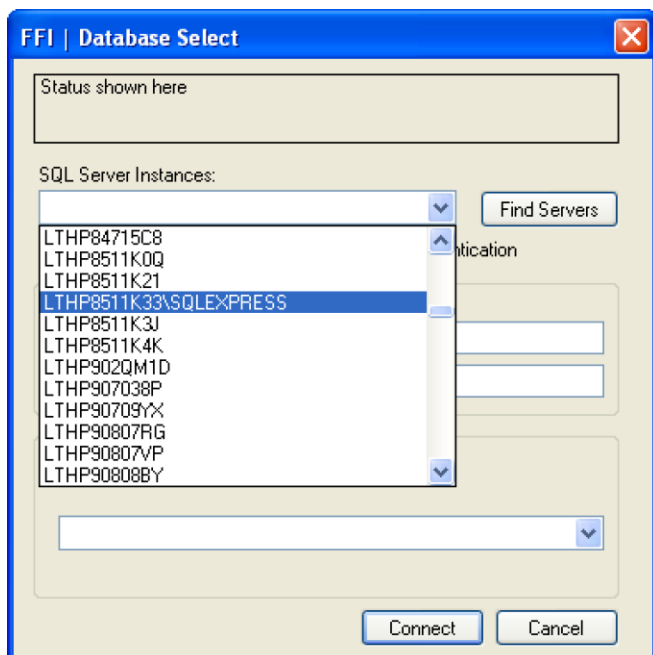 FFI | Database Select
Status shown here
SQL Server Instances:
Find Servers
LTHP84715C8
LTHP8511K0Q
LTHP8511K21
LTHP8511K33\SQLEXPRESS
LTHP8511K3J
LTHP8511K4K
LTHP902QM1D
LTHP907038P
LTHP90709YX
LTHP90807RG
LTHP90807VP
LTHP90808BY
Connect
Cancel